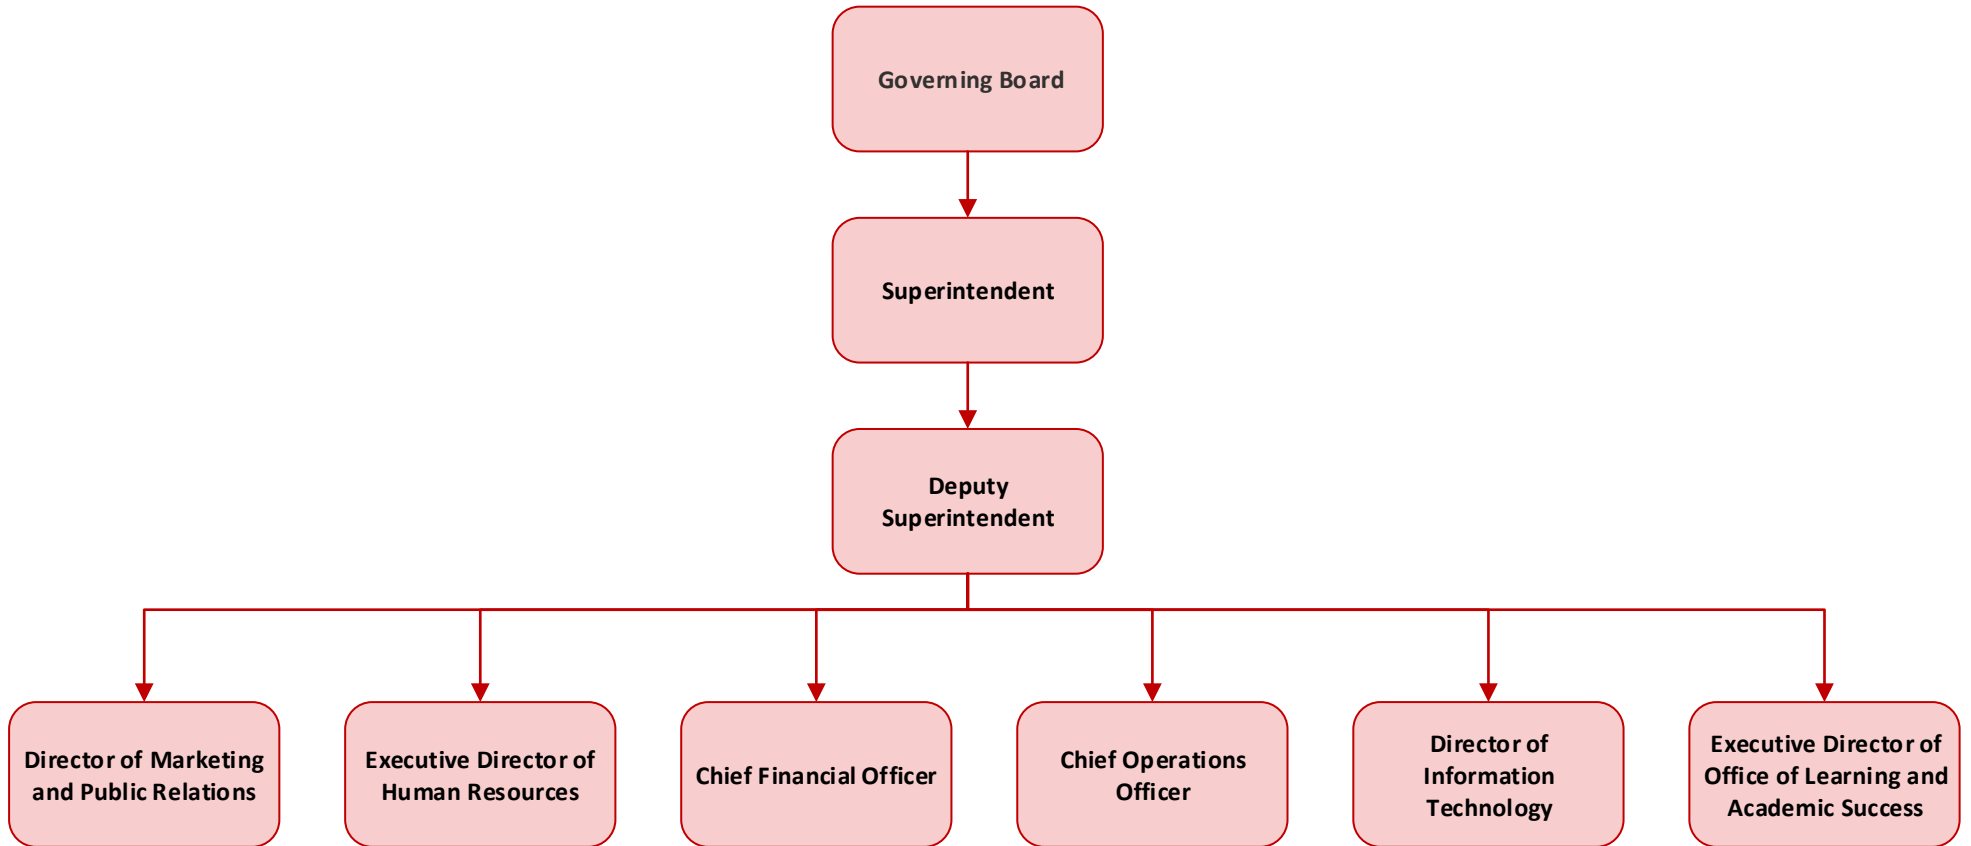 Governing Board
Superintendent
Deputy
Superintendent
Director of Marketing
and Public Relations
Executive Director of
Human Resources
Chief Financial Officer
Chief Operations
Officer
Director of
Information
Technology
Executive Director of
Office of Learning and
Academic Success